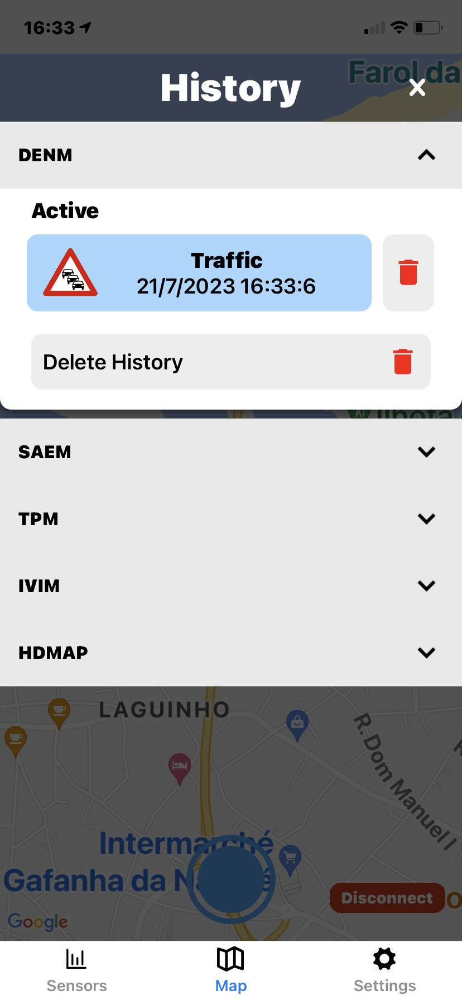 16:33
Farol da
History
DENM
Active
Traffic
21/7/2023 16:33:6
Delete History
SAEM
TPM
IVIM
HDMAP
LAGUINHO
R. Dom Manuel I
Intermarché
Gafanha da
Disconnect
Google
Sensors
Map
Settings